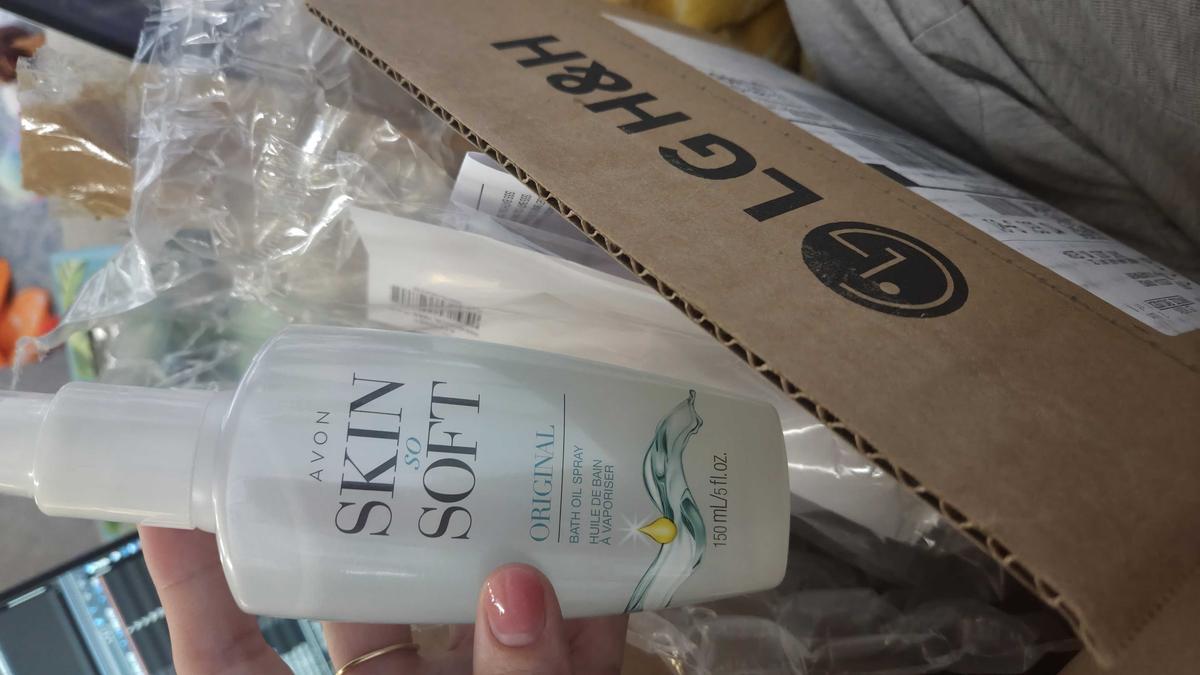 AVON
SKIN
so
SOFT
ORIGINAL
BATH OIL SPRAY
HUILE DE BAIN
À VAPORISER
150 mL/5 fl.oz.
LG H&H